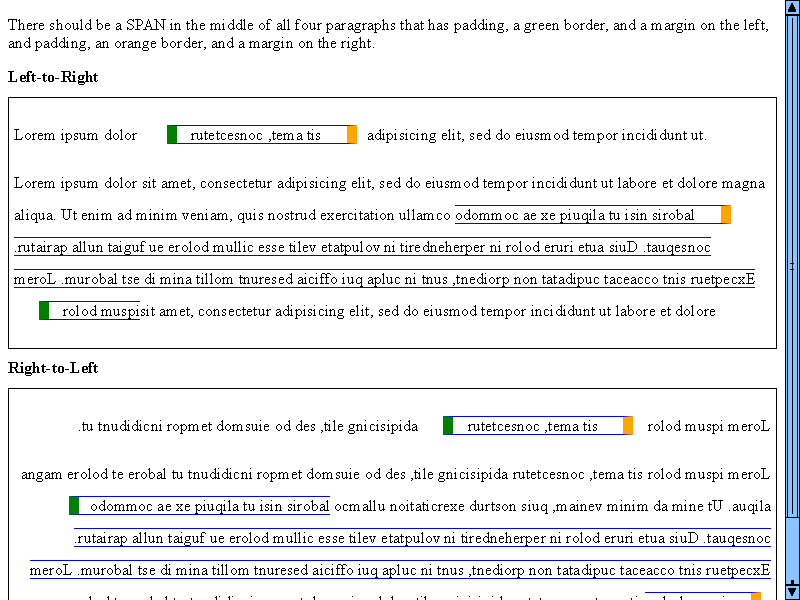 There should be a SPAN in the middle of all four paragraphs that has padding, a green border, and a margin on the left,
and padding, an orange border, and a margin on the right.
Left-to-Right
Lorem ipsum dolor rutetcesnoc ,tema tis adipisicing elit, sed do eiusmod tempor incididunt ut.
Lorem ipsum dolor sit amet, consectetur adipisicing elit, sed do eiusmod tempor incididunt ut labore et dolore magna
aliqua. Ut enim ad minim veniam, quis nostrud exercitation ullamco odommoc ae xe piuqila tu isin sirobal
.rutairap allun taiguf ue erolod mullic esse tilev etatpulov ni tiredneherper ni rolod eruri etua siuD .tauqesnoc
meroL .murobal tse di mina tillom tnuresed aiciffo iuq apluc ni tnus ,tnediorp non tatadipuc taceacco tnis ruetpecxE
rolod muspisit amet, consectetur adipisicing elit, sed do eiusmod tempor incididunt ut labore et dolore
Right-to-Left
.tu tnudidicni ropmet domsuie od des ,tile gnicisipida rutetcesnoc ,tema tis rolod muspi meroL
angam erolod te erobal tu tnudidicni ropmet domsuie od des ,tile gnicisipida rutetcesnoc ,tema tis rolod muspi meroL
odommoc ae xe piuqila tu isin sirobal ocmallu noitaticrexe durtson siuq ,mainev minim da mine tU .auqila
.rutairap allun taiguf ue erolod mullic esse tilev etatpulov ni tiredneherper ni rolod eruri etua siuD .tauqesnoc
meroL .murobal tse di mina tillom tnuresed aiciffo iuq apluc ni tnus ,tnediorp non tatadipuc taceacco tnis ruetpecxE